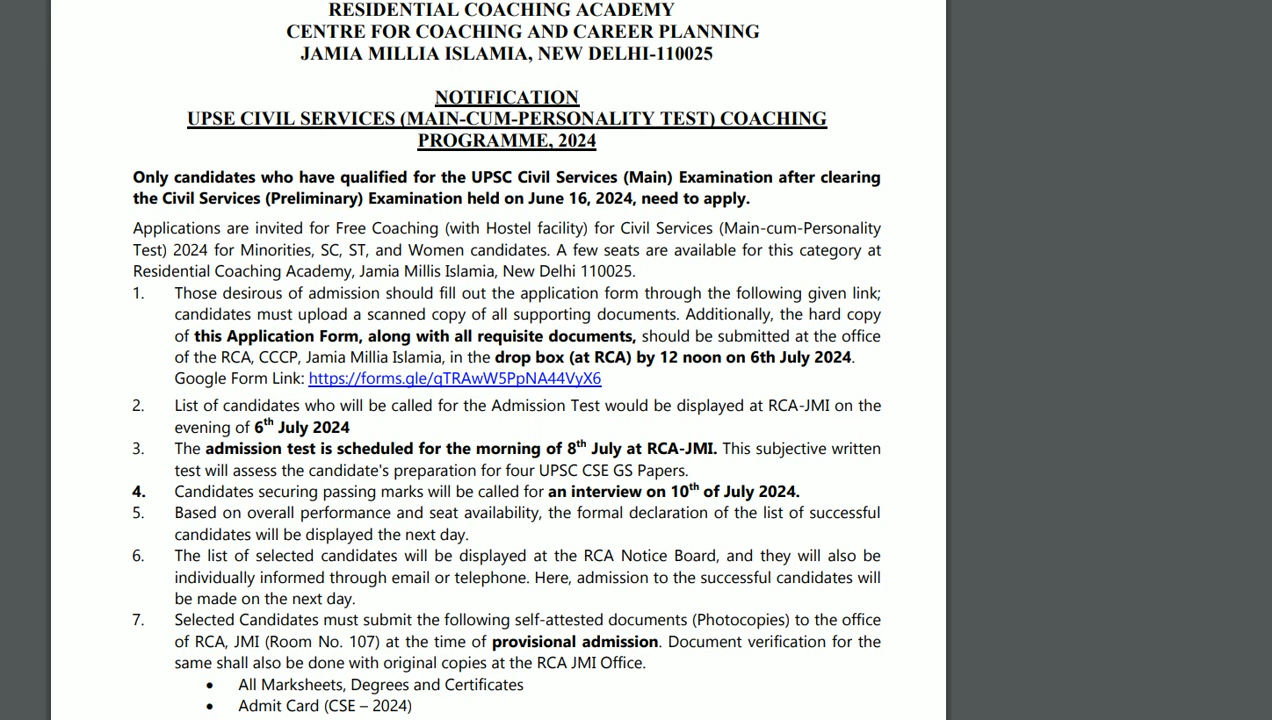 RESIDENTIAL COACHING ACADEMY
CENTRE FOR COACHING AND CAREER PLANNING
JAMIA MILLIA ISLAMIA, NEW DELHI-110025
NOTIFICATION
UPSE CIVIL SERVICES (MAIN-CUM-PERSONALITY TEST) COACHING
PROGRAMME, 2024
Only candidates who have qualified for the UPSC Civil Services (Main) Examination after clearing
the Civil Services (Preliminary) Examination held on June 16, 2024, need to apply.
Applications are invited for Free Coaching (with Hostel facility) for Civil Services (Main-cum-Personality
Test) 2024 for Minorities, SC, ST, and Women candidates. A few seats are available for this category at
Residential Coaching Academy, Jamia Millis Islamia, New Delhi 110025.
1. Those desirous of admission should fill out the application form through the following given link;
candidates must upload a scanned copy of all supporting documents. Additionally, the hard copy
of this Application Form, along with all requisite documents, should be submitted at the office
of the RCA, CCCP, Jamia Millia Islamia, in the drop box (at RCA) by 12 noon on 6th July 2024.
Google Form Link: https://forms.gle/qTRAwW5PpNA44VyX6
2. List of candidates who will be called for the Admission Test would be displayed at RCA-JMI on the
evening of 6th July 2024
3. The admission test is scheduled for the morning of 8th July at RCA-JMI. This subjective written
test will assess the candidate's preparation for four UPSC CSE GS Papers.
4. Candidates securing passing marks will be called for an interview on 10th of July 2024.
5. Based on overall performance and seat availability, the formal declaration of the list of successful
candidates will be displayed the next day.
6. The list of selected candidates will be displayed at the RCA Notice Board, and they will also be
individually informed through email or telephone. Here, admission to the successful candidates will
be made on the next day.
7. Selected Candidates must submit the following self-attested documents (Photocopies) to the office
of RCA, JMI (Room No. 107) at the time of provisional admission. Document verification for the
same shall also be done with original copies at the RCA JMI Office.
• All Marksheets, Degrees and Certificates
• Admit Card (CSE – 2024)